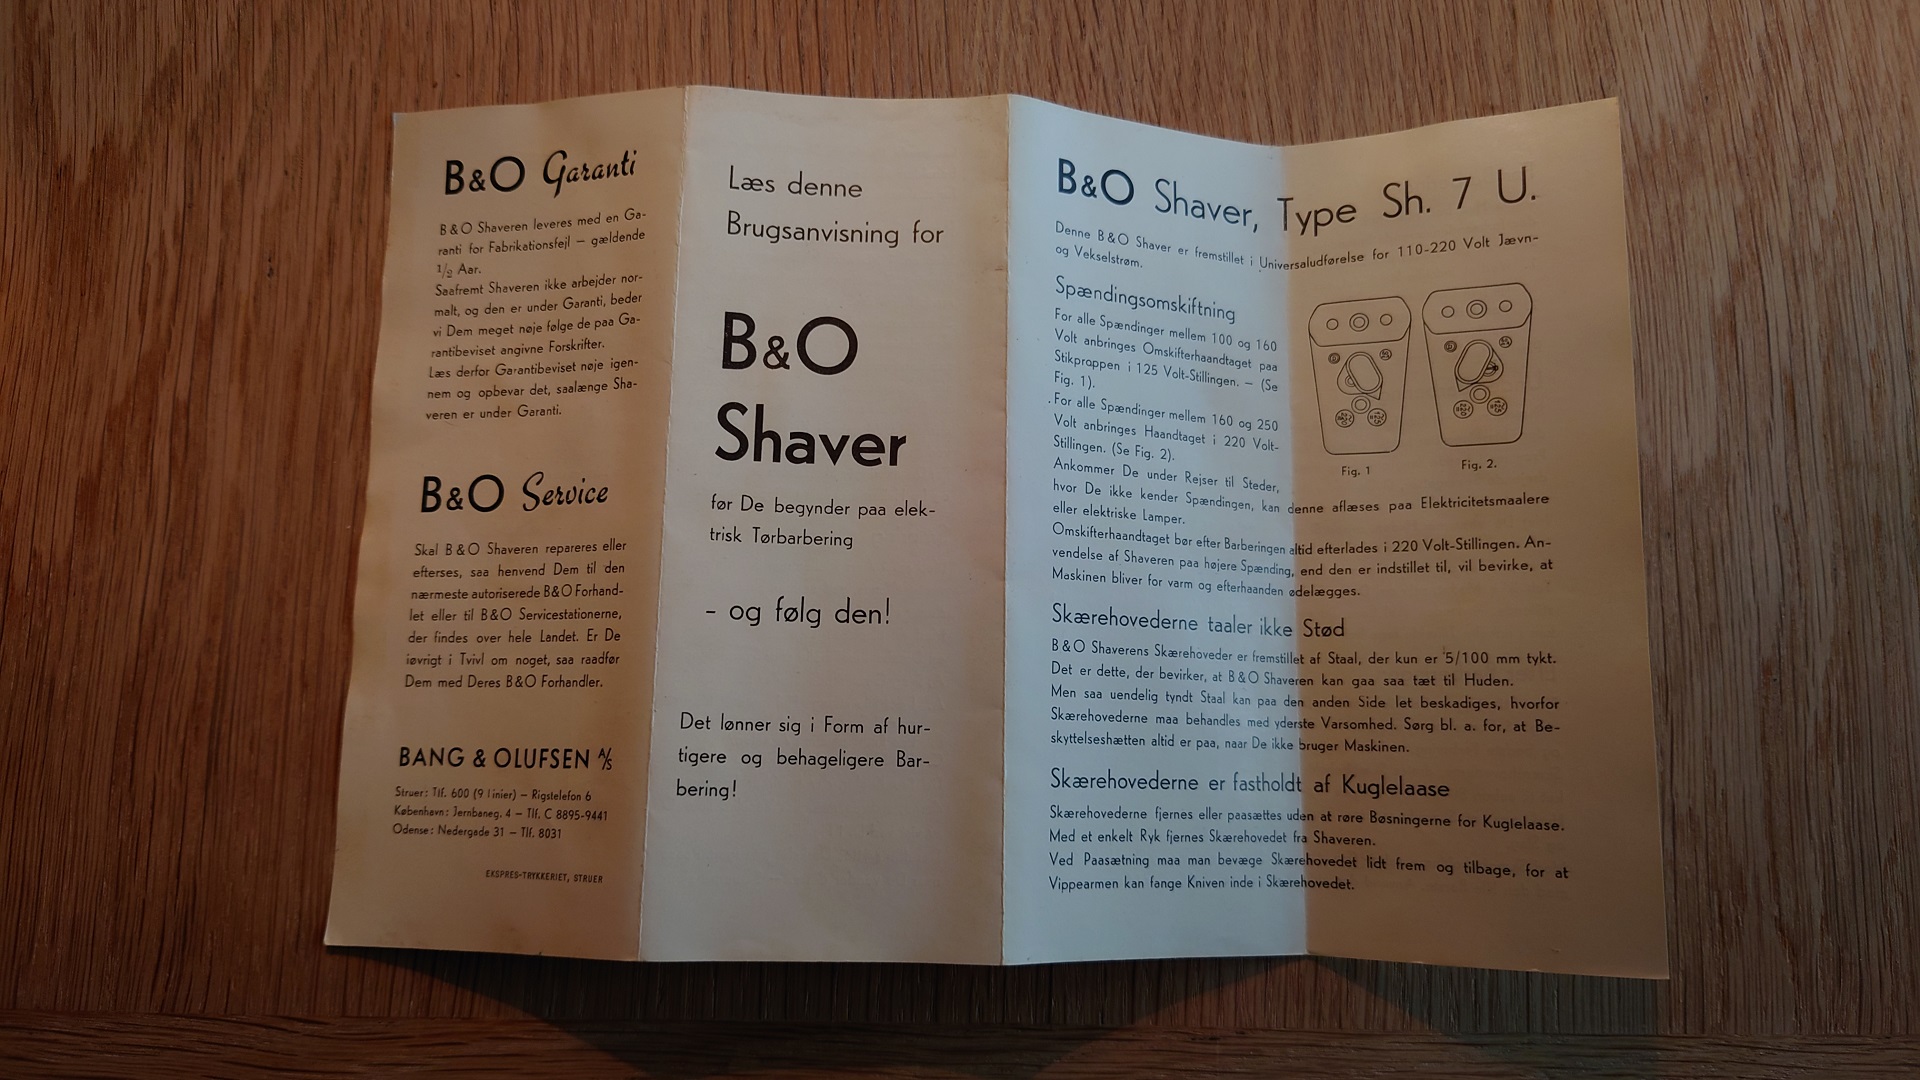 B&O Garanti
B & O Shaveren leveres med en Ga-
ranti for Fabrikationsfejl – gældende
1/2 Aar.
Saafremt Shaveren ikke arbejder nor-
malt, og den er under Garanti, beder
vi Dem meget nøje følge de paa Ga-
rantibeviset angivne Forskrifter.
Læs derfor Garantibeviset nøje igen-
nem og opbevar det, saalænge Sha-
veren er under Garanti.
B&O Service
Skal B & O Shaveren repareres eller
efterses, saa henvend Dem til den
nærmeste autoriserede B&O Forhand-
let eller til B&O Servicestationerne,
der findes over hele Landet. Er De
iøvrigt i Tvivl om noget, saa raadfør
Dem med Deres B&O Forhandler.
BANG & OLUFSEN A/S
Struer: Tlf. 600 (9 linier) – Rigstelefon 6
København: Jernbaneg. 4 – Tlf. C 8895-9441
Odense: Nedergade 31 – Tlf. 8031
EKSPRES-TRYKKERIET, STRUER
Læs denne
Brugsanvisning for
B&O
Shaver
før De begynder paa elek-
trisk Tørbarbering
– og følg den!
Det lønner sig i Form af hur-
tigere og behageligere Bar-
bering!
B&O Shaver, Type Sh. 7 U.
Denne B & O Shaver er fremstillet i Universaludførelse for 110-220 Volt Jævn-
og Vekselstrøm.
Spændingsomskiftning
For alle Spændinger mellem 100 og 160
Volt anbringes Omskifterhaandtaget paa
Stikproppen i 125 Volt-Stillingen. – (Se
Fig. 1).
For alle Spændinger mellem 160 og 250
Volt anbringes Haandtaget i 220 Volt-
Stillingen. (Se Fig. 2).
Fig. 1
Fig. 2.
Ankommer De under Rejser til Steder,
hvor De ikke kender Spændingen, kan denne aflæses paa Elektricitetsmaalere
eller elektriske Lamper.
Omskifterhaandtaget bør efter Barberingen altid efterlades i 220 Volt-Stillingen. An-
vendelse af Shaveren paa højere Spænding, end den er indstillet til, vil bevirke, at
Maskinen bliver for varm og efterhaanden ødelægges.
Skærehovederne taaler ikke Stød
B & O Shaverens Skærehoveder er fremstillet af Staal, der kun er 5/100 mm tykt.
Det er dette, der bevirker, at B & O Shaveren kan gaa saa tæt til Huden.
Men saa uendelig tyndt Staal kan paa den anden Side let beskadiges, hvorfor
Skærehovederne maa behandles med yderste Varsomhed. Sørg bl. a. for, at Be-
skyttelseshætten altid er paa, naar De ikke bruger Maskinen.
Skærehovederne er fastholdt af Kuglelaase
Skærehovederne fjernes eller paasættes uden at røre Bøsningerne for Kuglelaase.
Med et enkelt Ryk fjernes Skærehovedet fra Shaveren.
Ved Paasætning maa man bevæge Skærehovedet lidt frem og tilbage, for at
Vippearmen kan fange Kniven inde i Skærehovedet.